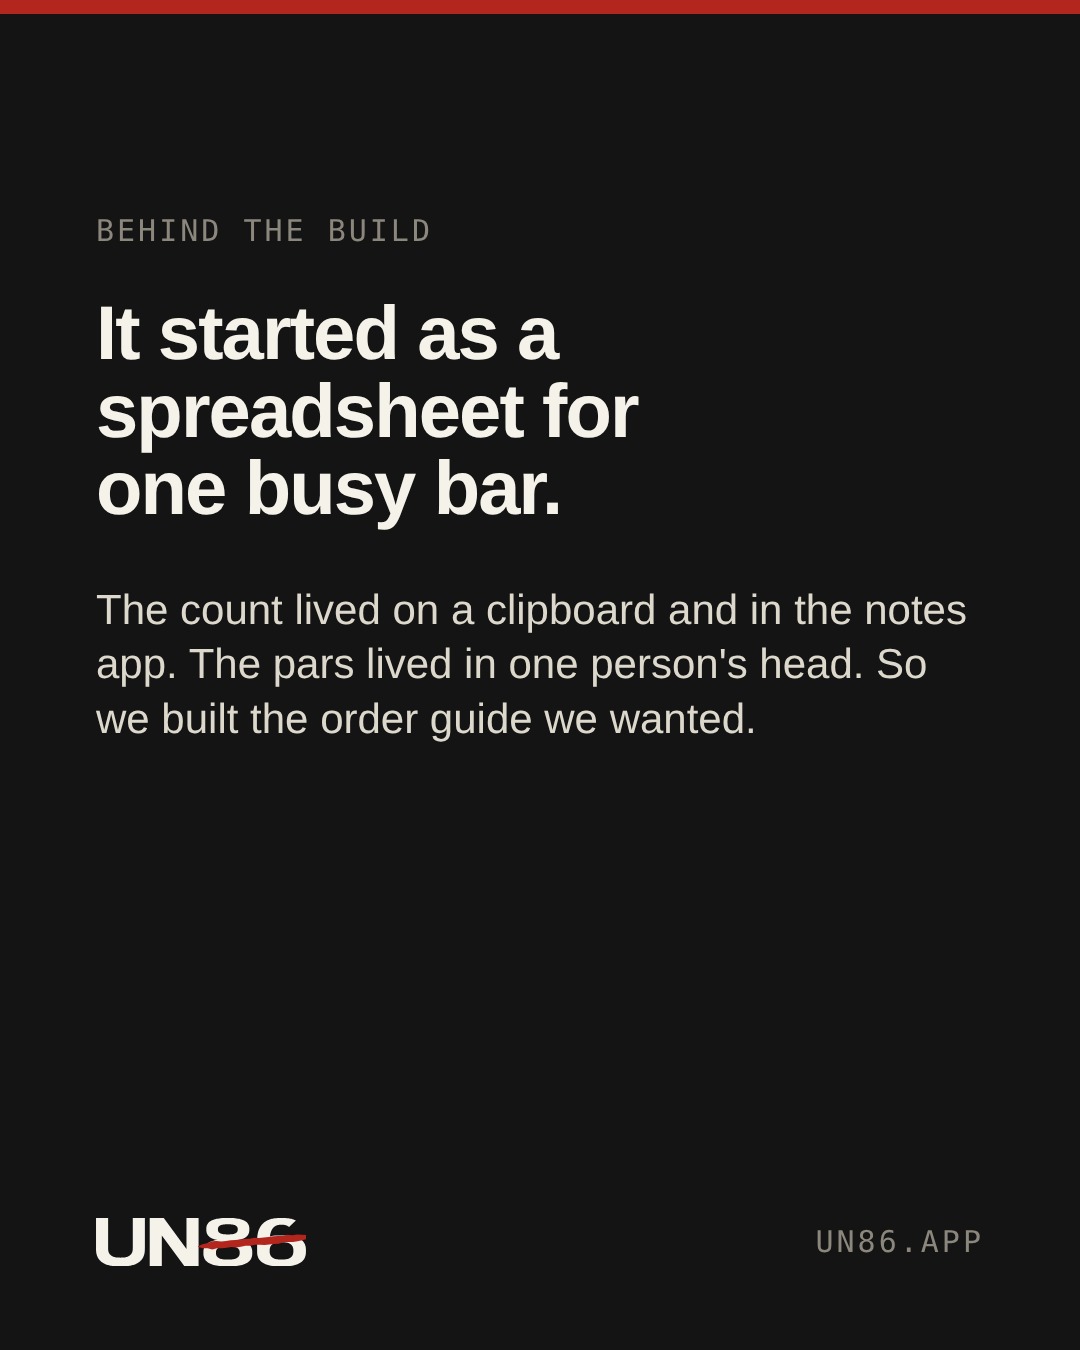 BEHIND THE BUILD
It started as a
spreadsheet for
one busy bar.
The count lived on a clipboard and in the notes
app. The pars lived in one person's head. So
we built the order guide we wanted.
UN86
UN86.APP